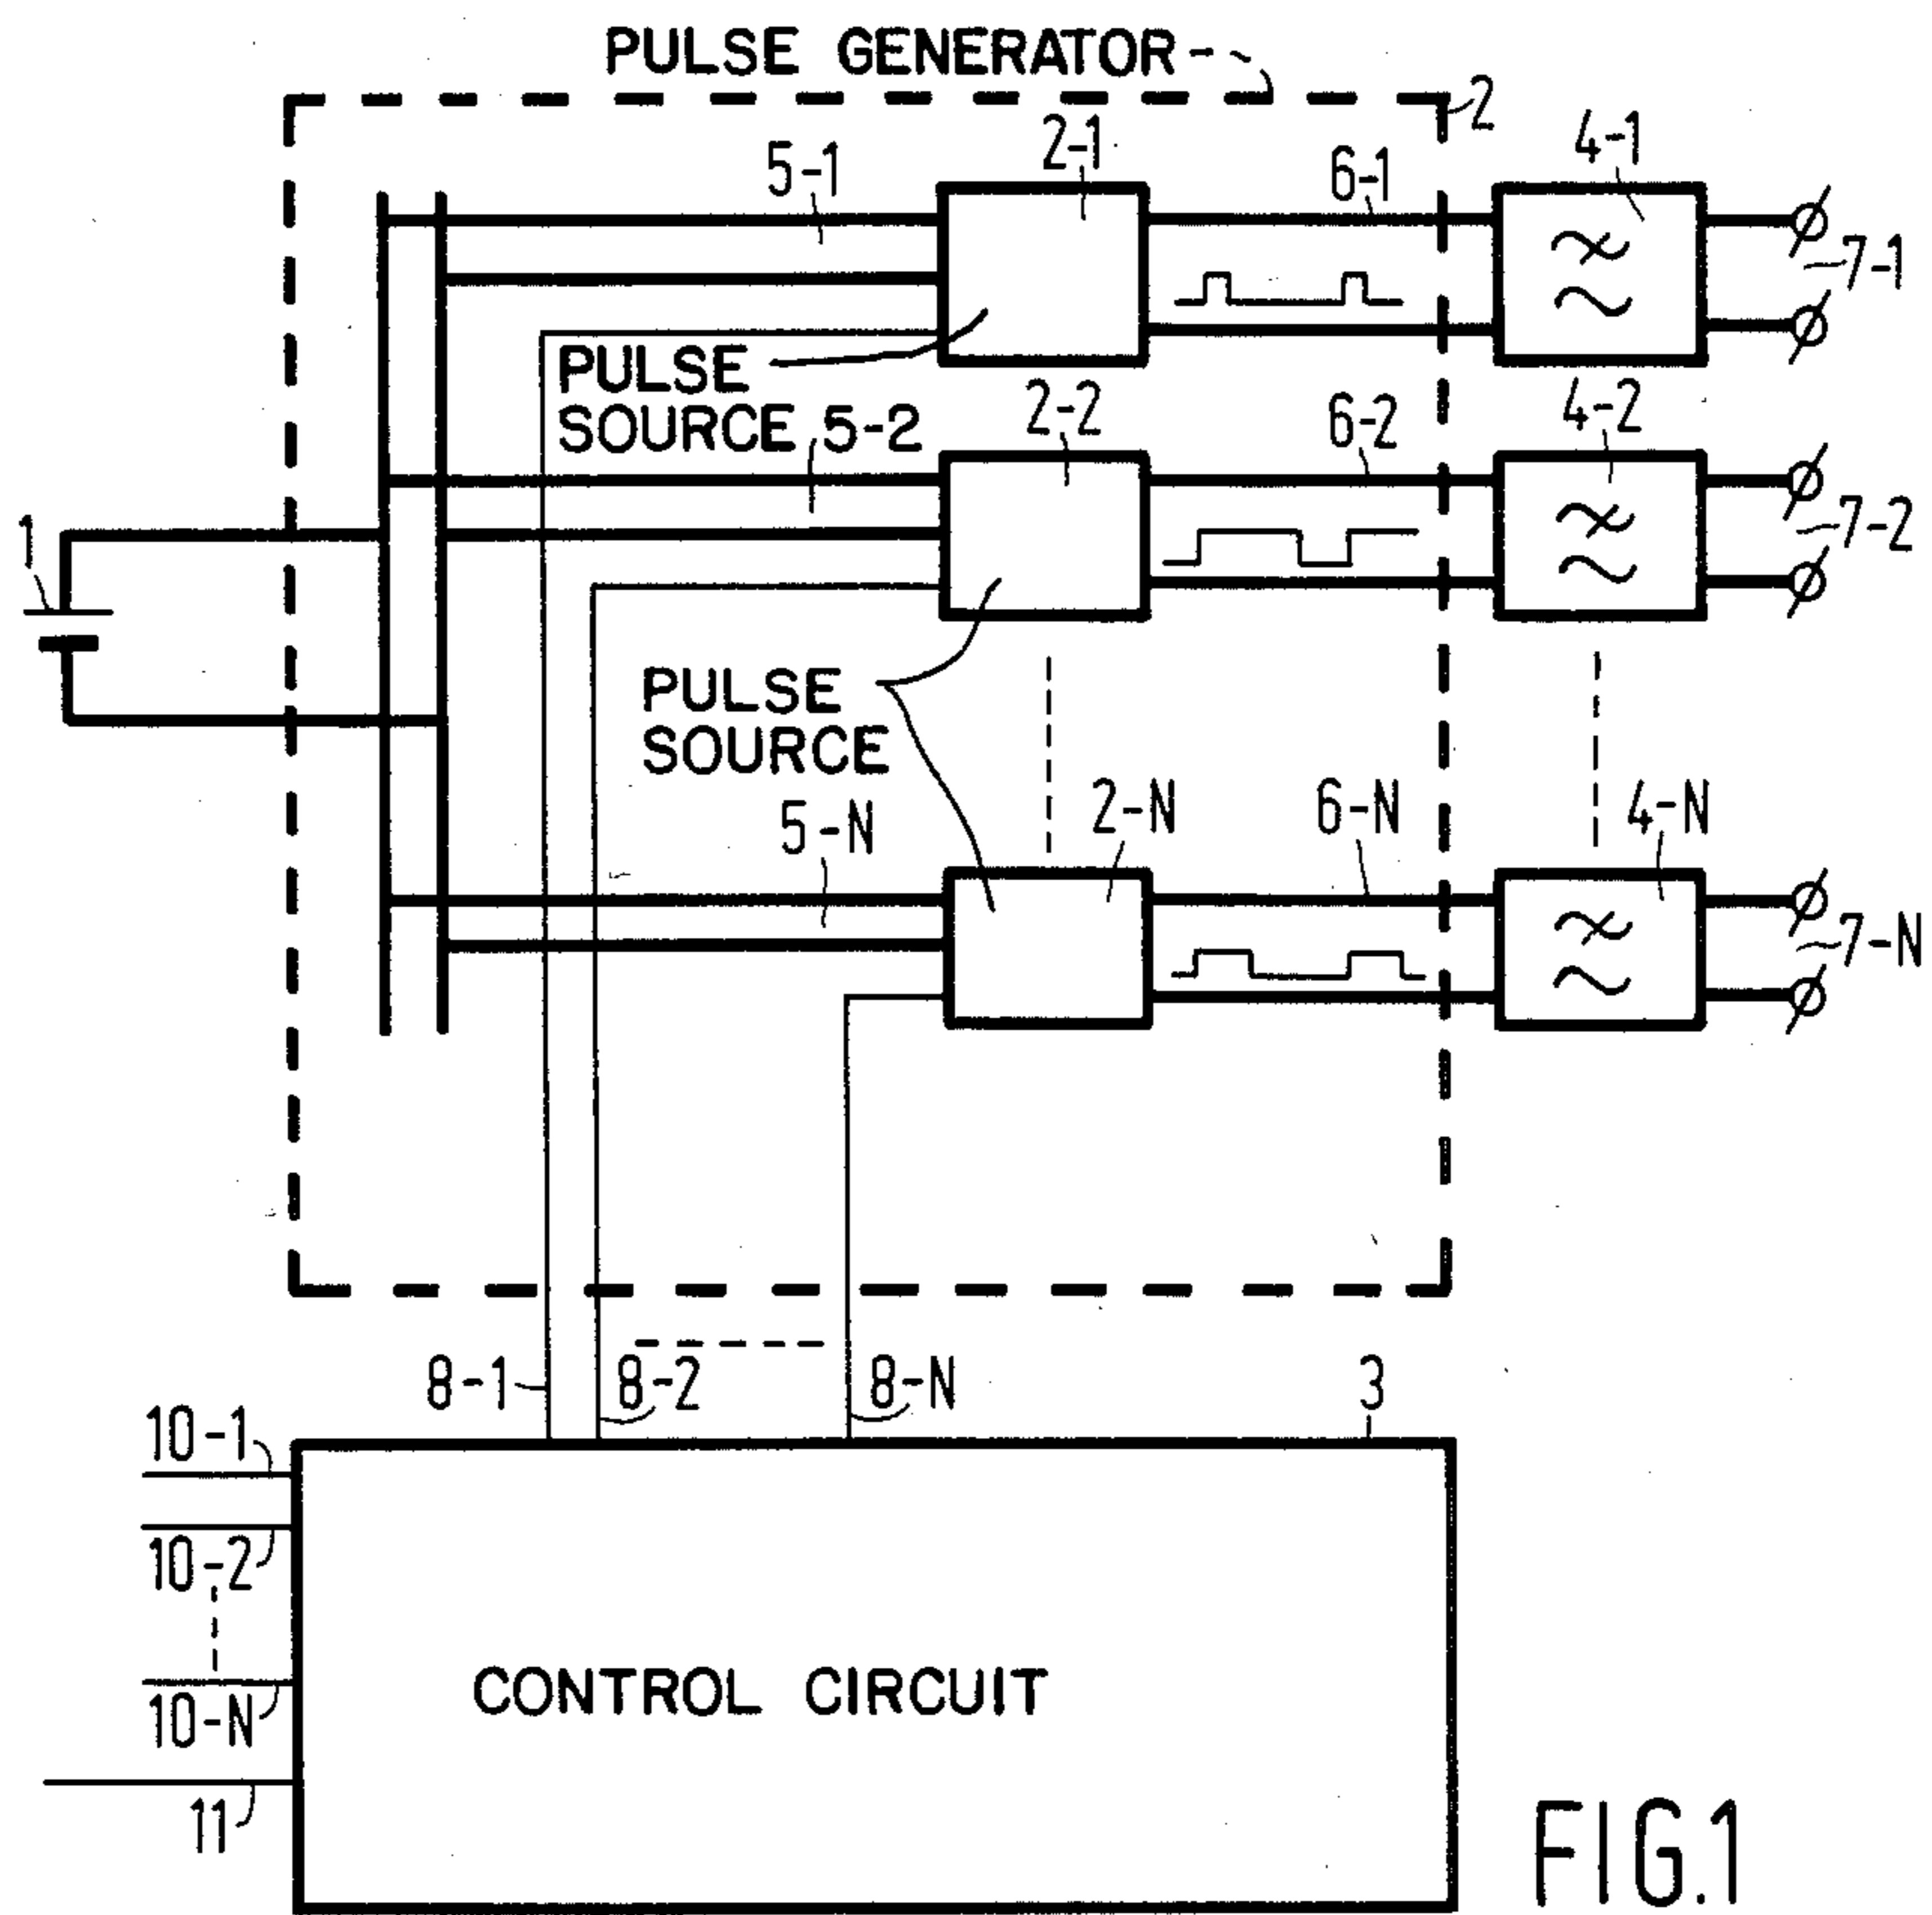 PULSE GENERATOR
2
5-1
2-1
6-1
4-1
7-1
PULSE
SOURCE
5-2
2-2
6-2
4-2
7-2
1
PULSE
SOURCE
5-N
2-N
6-N
4-N
7-N
8-1
8-2
8-N
3
10-1
10-2
10-N
11
CONTROL CIRCUIT
FIG.1